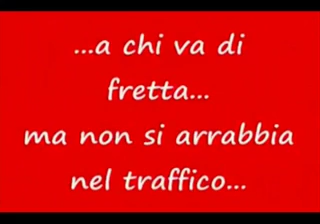 ...a chi va di
fretta...
ma non si arrabbia
nel traffico...